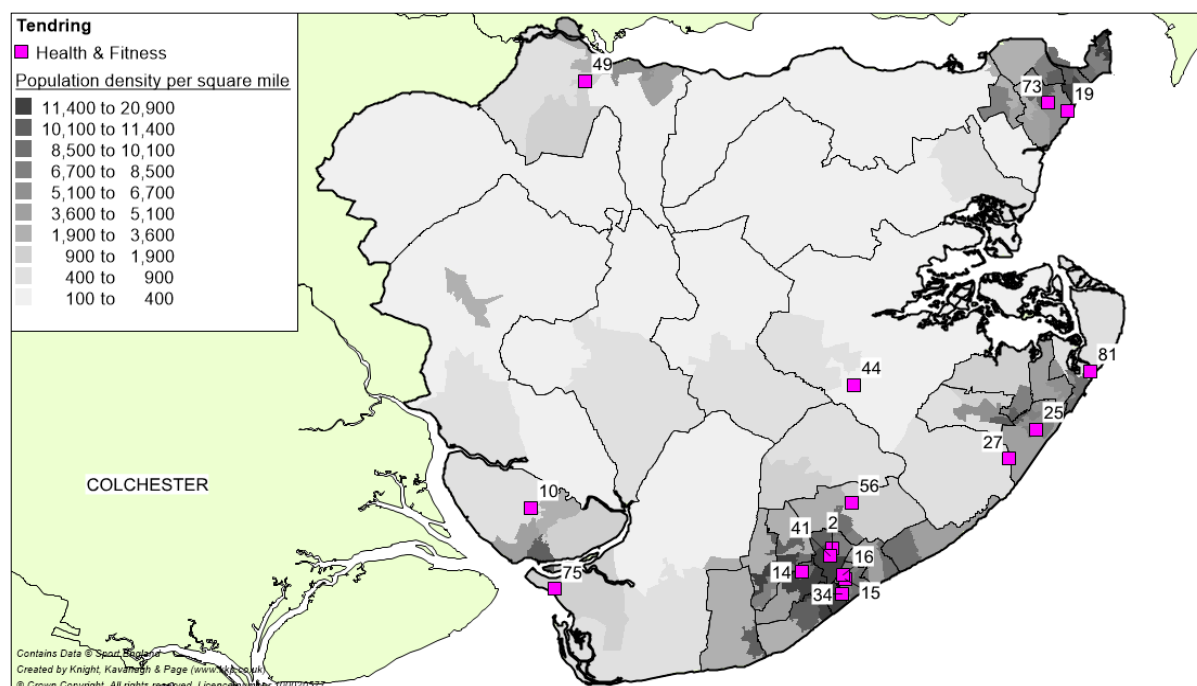 Tendring
Health & Fitness
Population density per square mile
11,400 to 20,900
10,100 to 11,400
8,500 to 10,100
6,700 to 8,500
5,100 to 6,700
3,600 to 5,100
1,900 to 3,600
900 to 1,900
400 to 900
100 to 400
49
73
19
81
44
25
27
COLCHESTER
10
56
41
2
16
14
75
34
15
Contains Data © Sport England
Created by Knight, Kavanagh & Page (www.kkp.co.uk)
® Crown Copyright. All rights reserved. Licence number 100020577